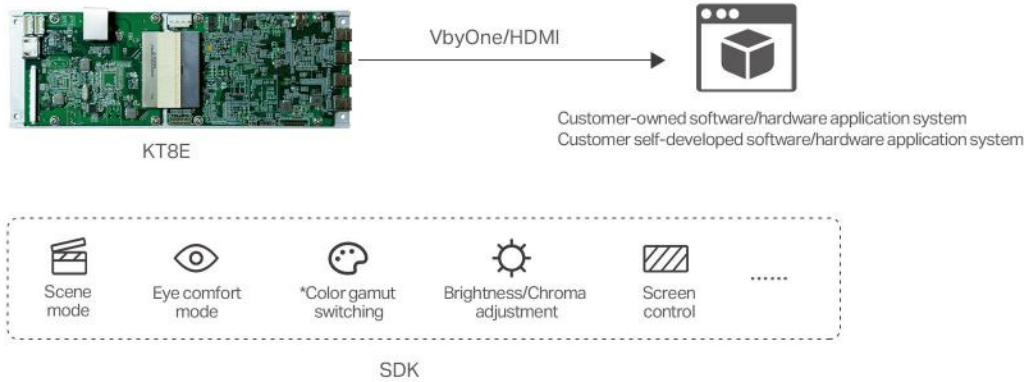 VbyOne/HDMI
KT8E
Customer-owned software/hardware application system
Customer self-developed software/hardware application system
Scene
mode
Eye comfort
mode
*Color gamut
switching
Brightness/Chroma
adjustment
Screen
control
......
SDK